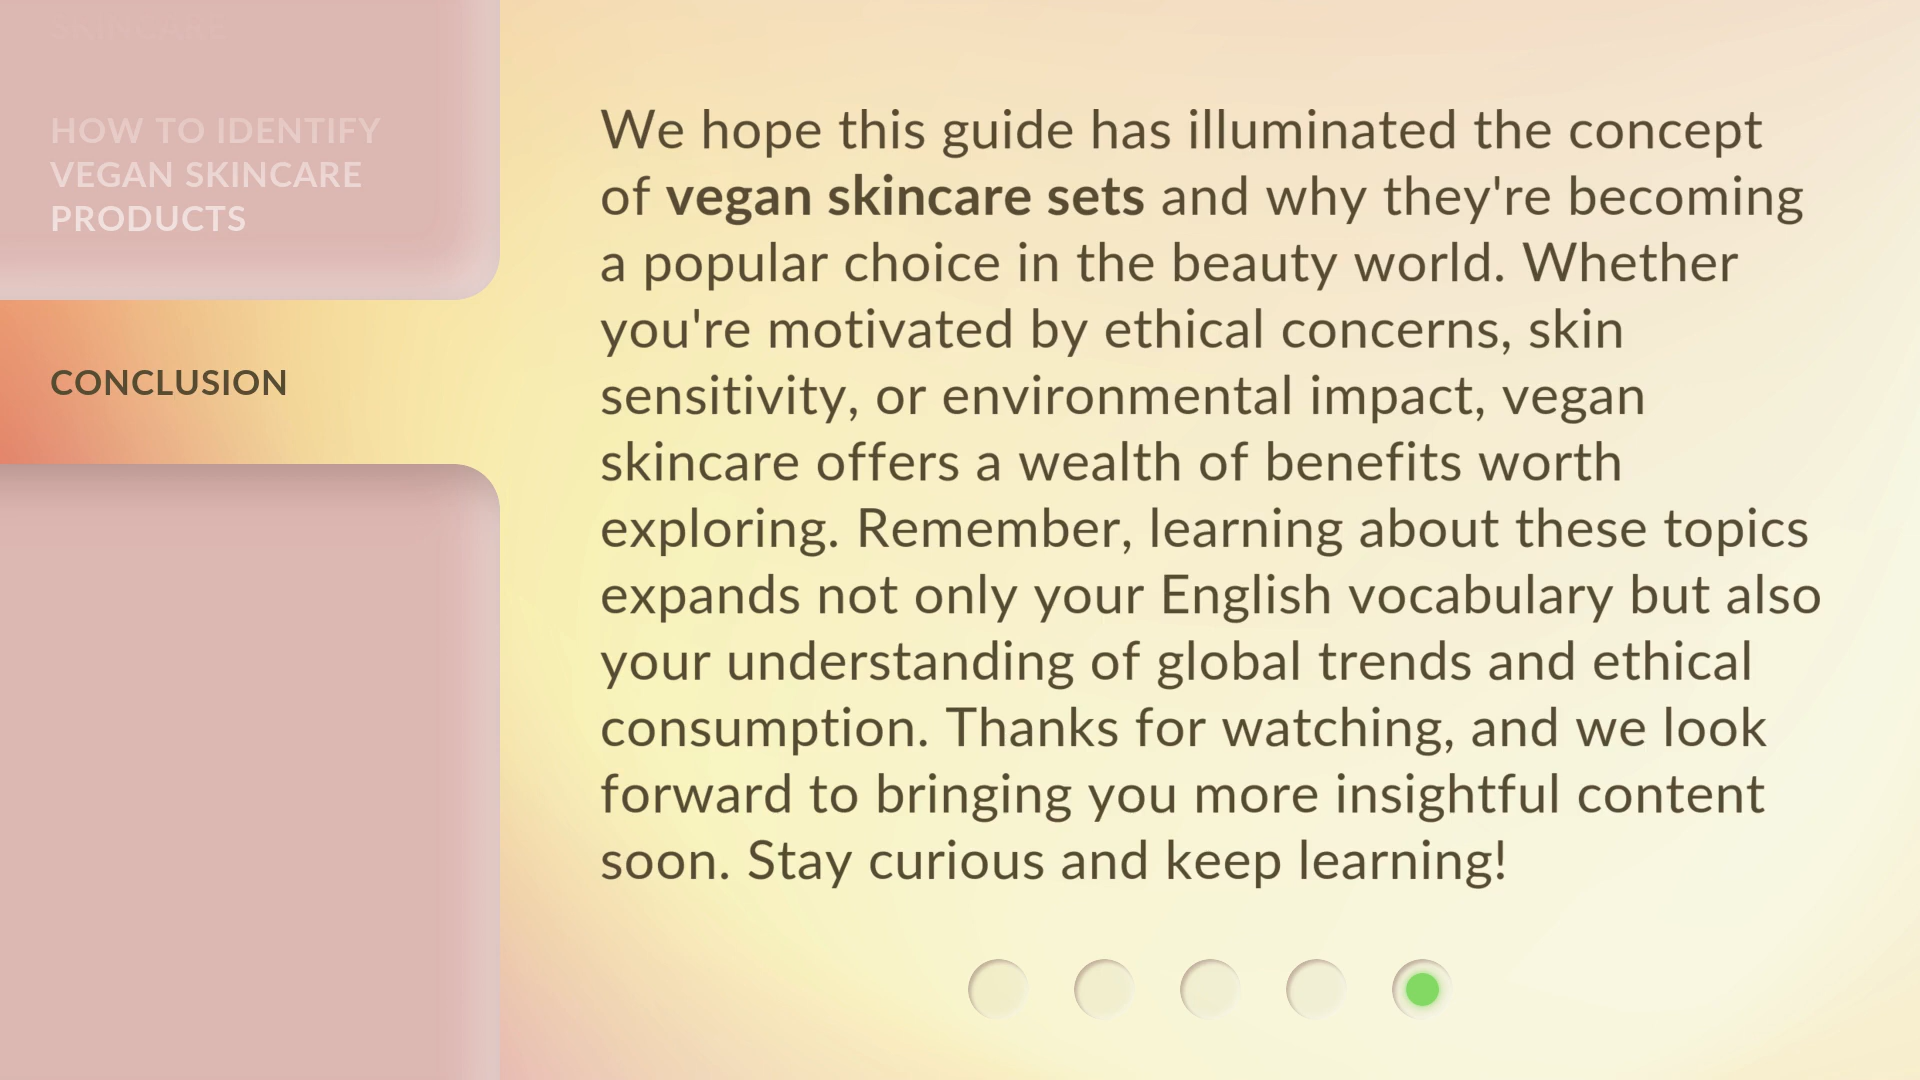 SKINCARE
HOW TO IDENTIFY
VEGAN SKINCARE
PRODUCTS
CONCLUSION
We hope this guide has illuminated the concept
of vegan skincare sets and why they're becoming
a popular choice in the beauty world. Whether
you're motivated by ethical concerns, skin
sensitivity, or environmental impact, vegan
skincare offers a wealth of benefits worth
exploring. Remember, learning about these topics
expands not only your English vocabulary but also
your understanding of global trends and ethical
consumption. Thanks for watching, and we look
forward to bringing you more insightful content
soon. Stay curious and keep learning!